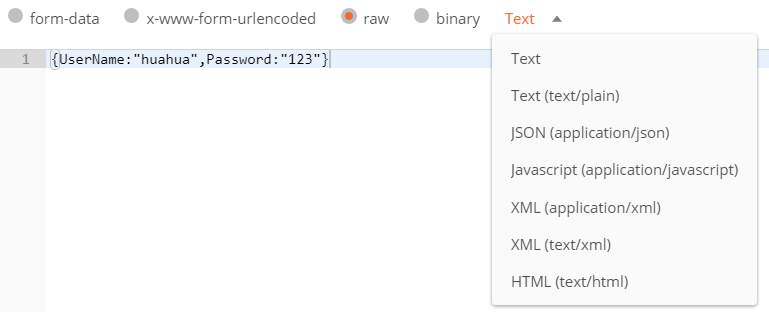 form-data x-www-form-urlencoded raw binary Text
1 {UserName:"huahua",Password:"123"}
Text
Text (text/plain)
JSON (application/json)
Javascript (application/javascript)
XML (application/xml)
XML (text/xml)
HTML (text/html)